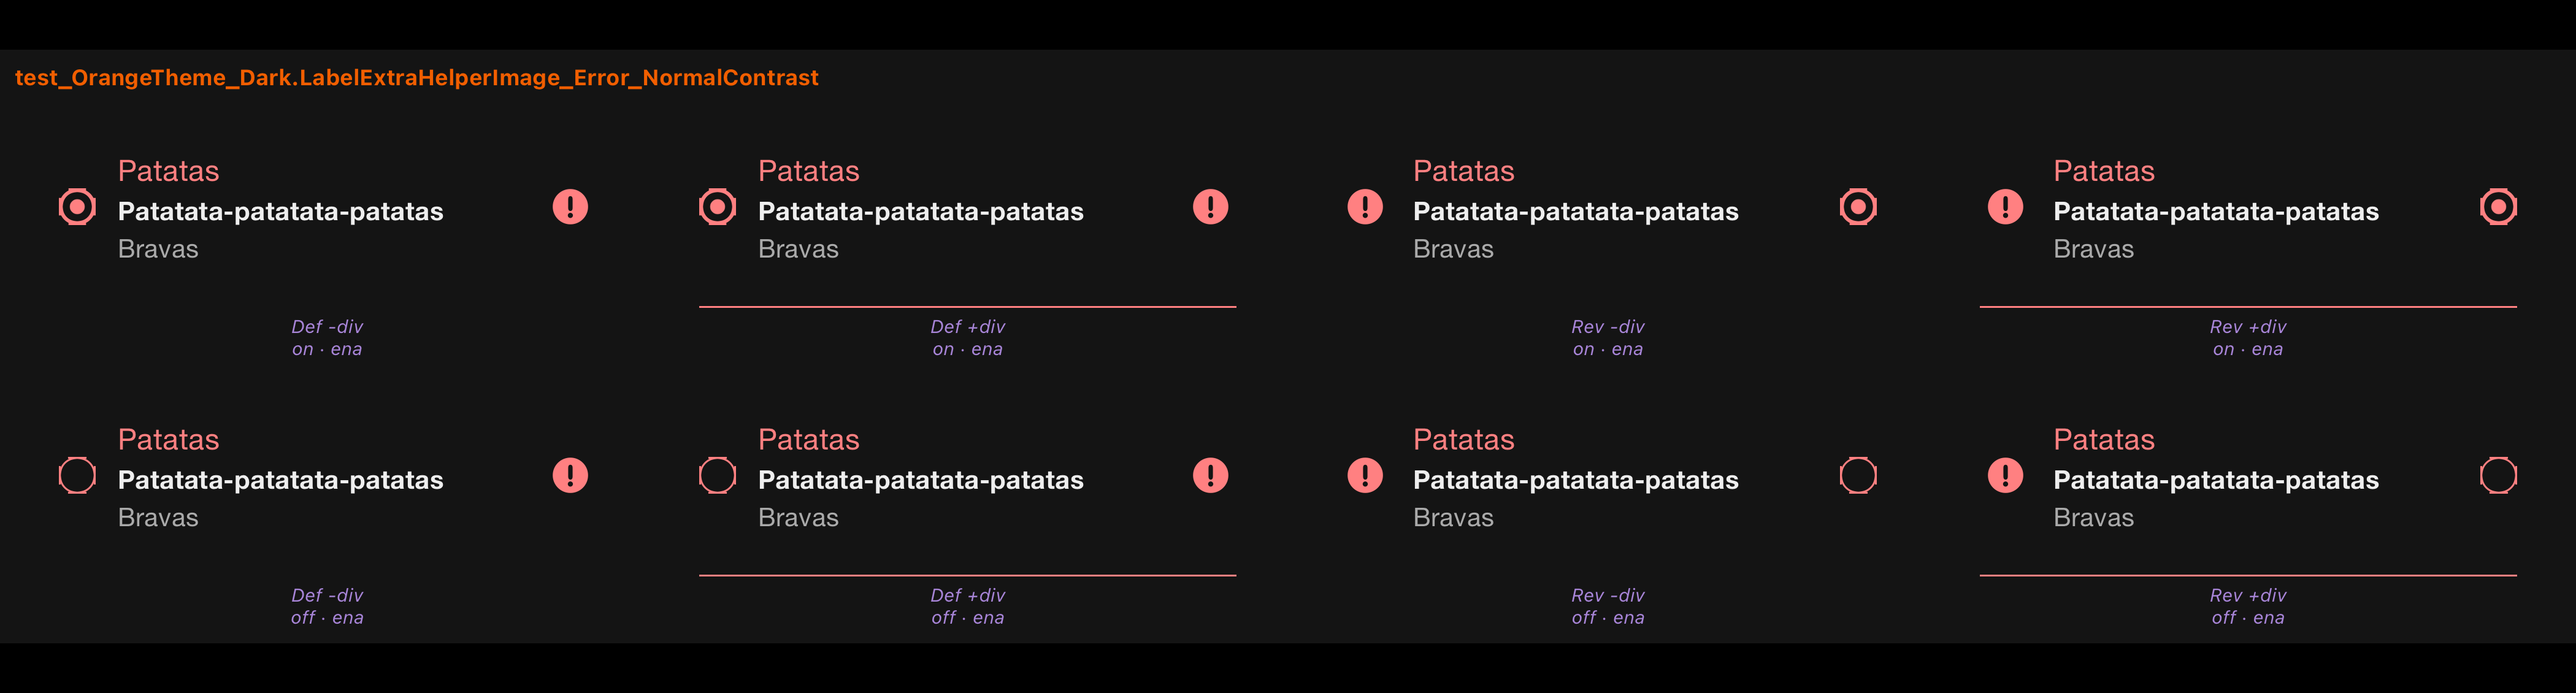 test_OrangeTheme_Dark.LabelExtraHelperImage_Error_NormalContrast
Patatas
Patatata-patatata-patatas
Bravas
Def -div
on · ena
Patatas
Patatata-patatata-patatas
Bravas
Def +div
on · ena
Patatas
Patatata-patatata-patatas
Bravas
Rev -div
on · ena
Patatas
Patatata-patatata-patatas
Bravas
Rev +div
on · ena
Patatas
Patatata-patatata-patatas
Bravas
Def -div
off · ena
Patatas
Patatata-patatata-patatas
Bravas
Def +div
off · ena
Patatas
Patatata-patatata-patatas
Bravas
Rev -div
off · ena
Patatas
Patatata-patatata-patatas
Bravas
Rev +div
off · ena